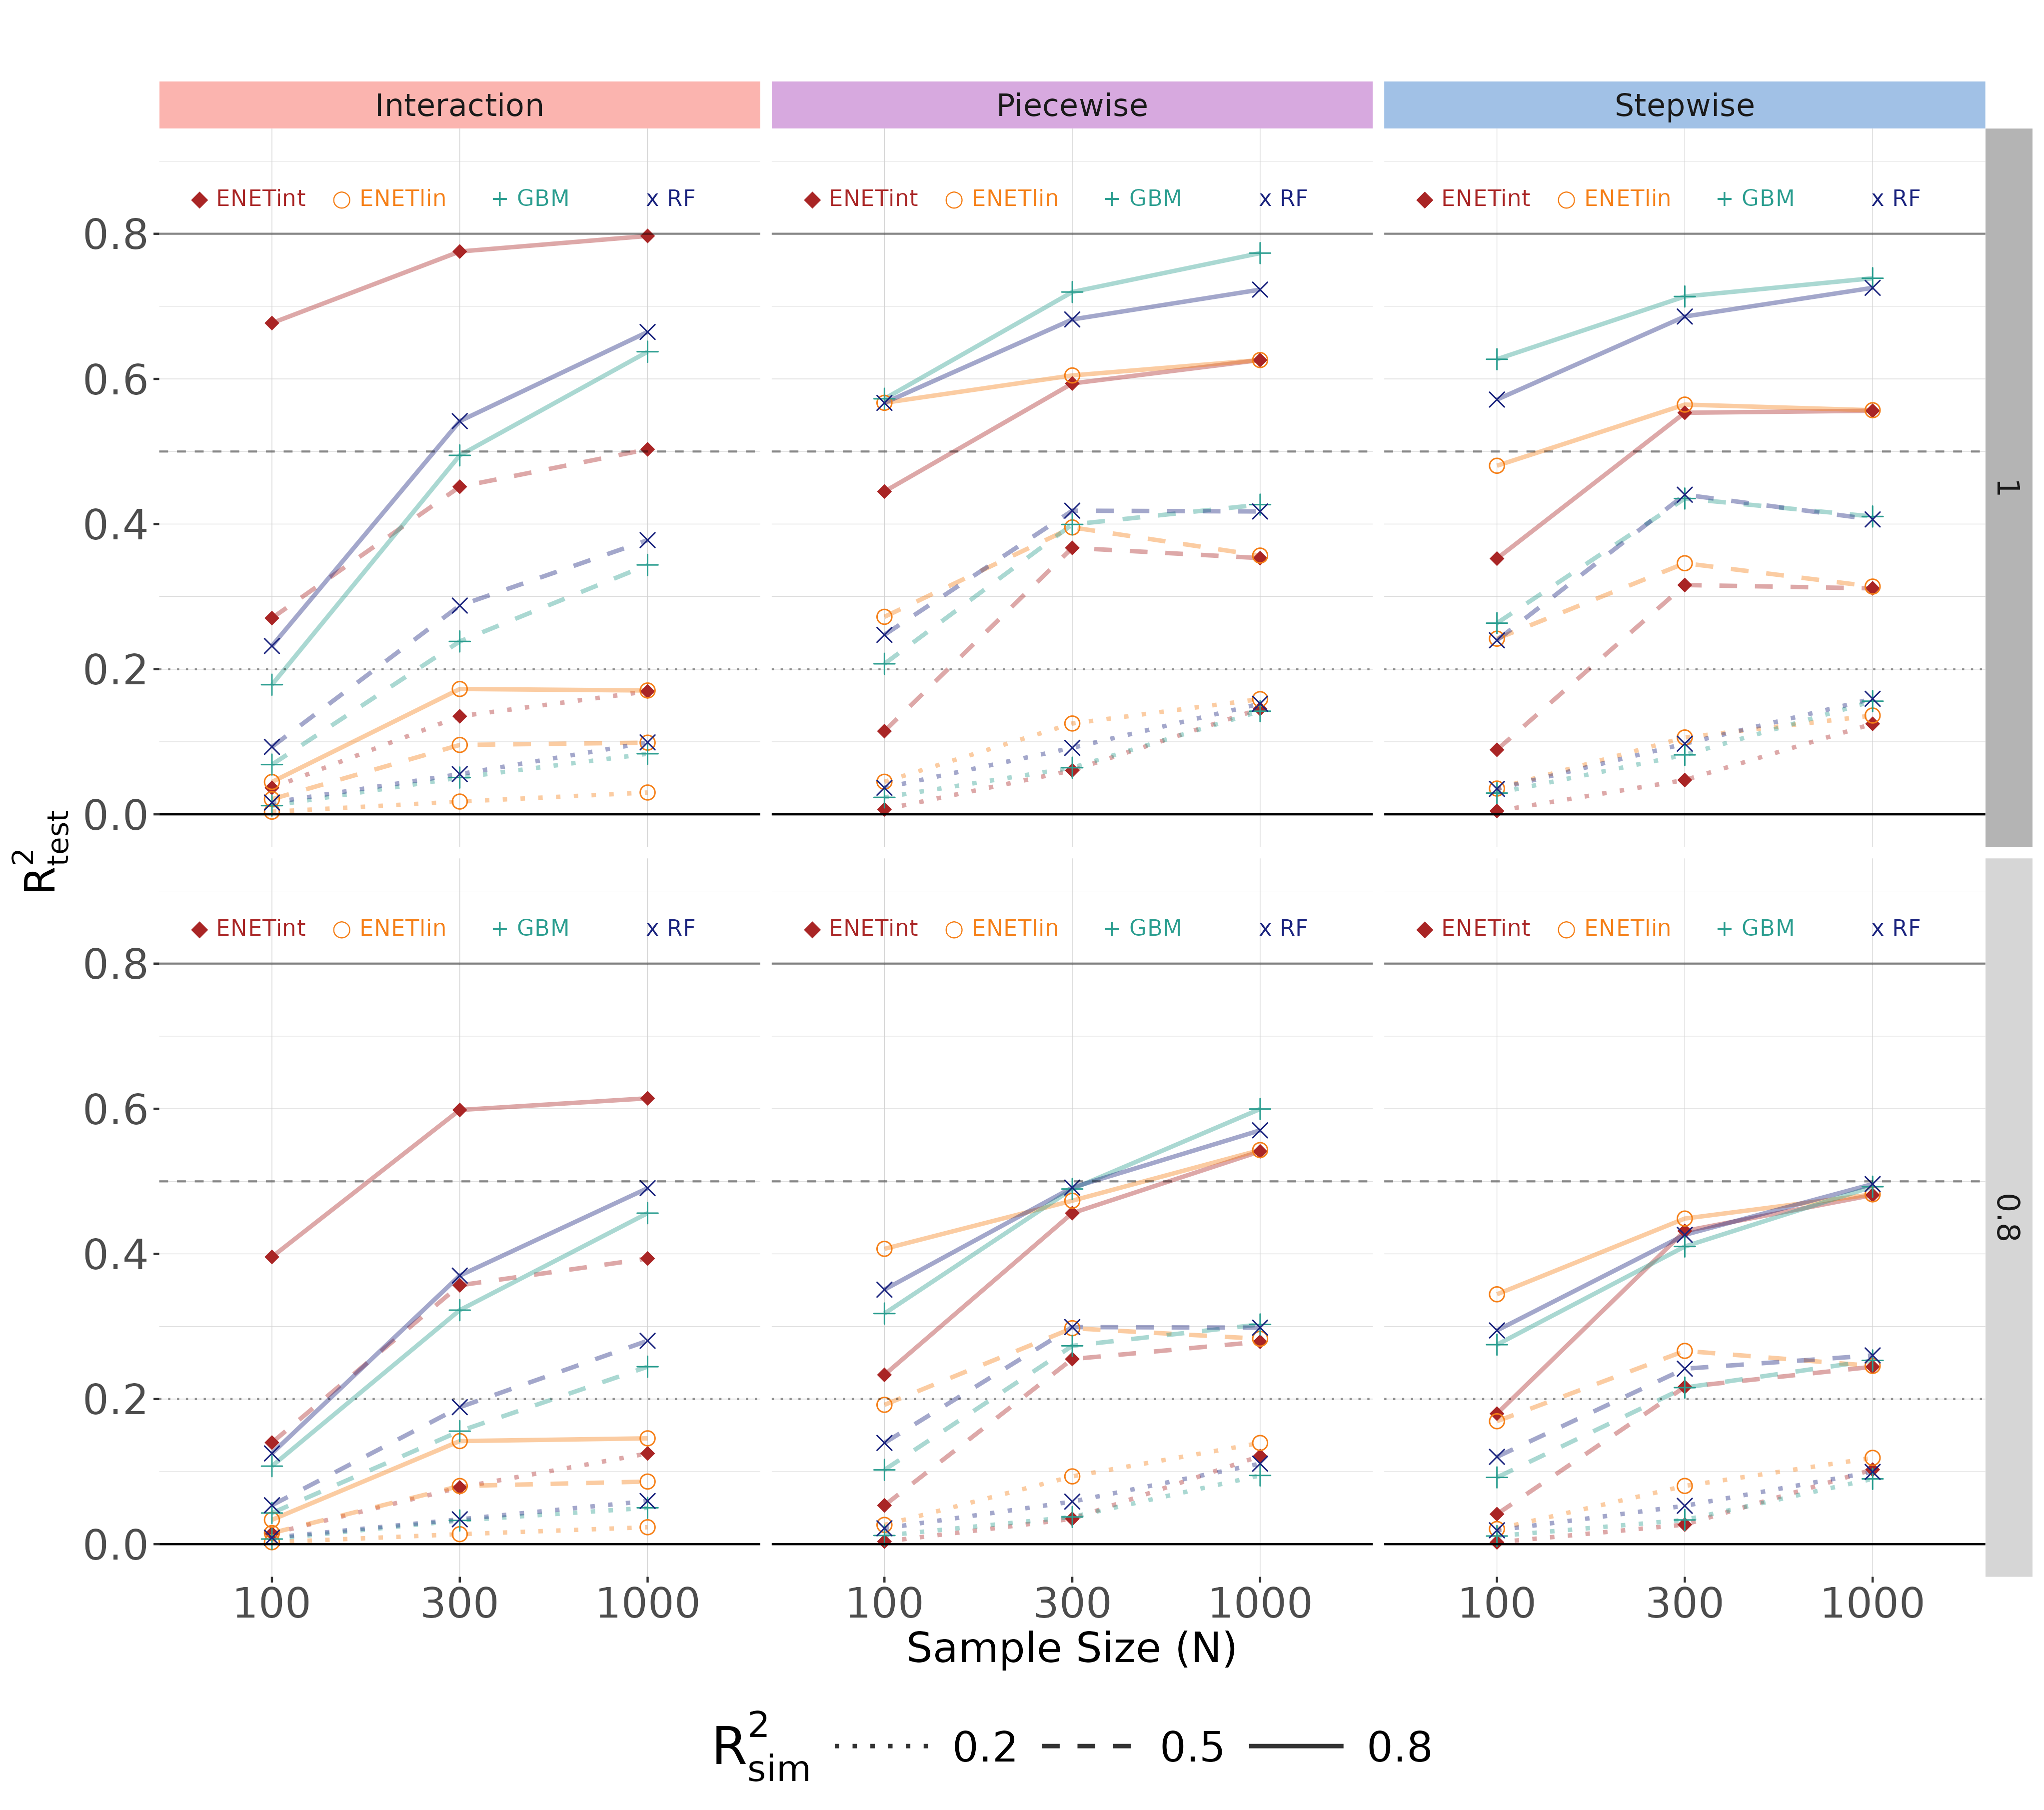 Interaction Piecewise Stepwise
ENETint ENETlin + GBM x RF ENETint ENETlin + GBM x RF ENETint ENETlin + GBM x RF
0.8
0.6
0.4
0.2
0.0
1
R²test
ENETint ENETlin + GBM x RF ENETint ENETlin + GBM x RF ENETint ENETlin + GBM x RF
0.8
0.6
0.4
0.2
0.0
0.8
100 300 1000 100 300 1000 100 300 1000
Sample Size (N)
R²sim 0.2 0.5 0.8